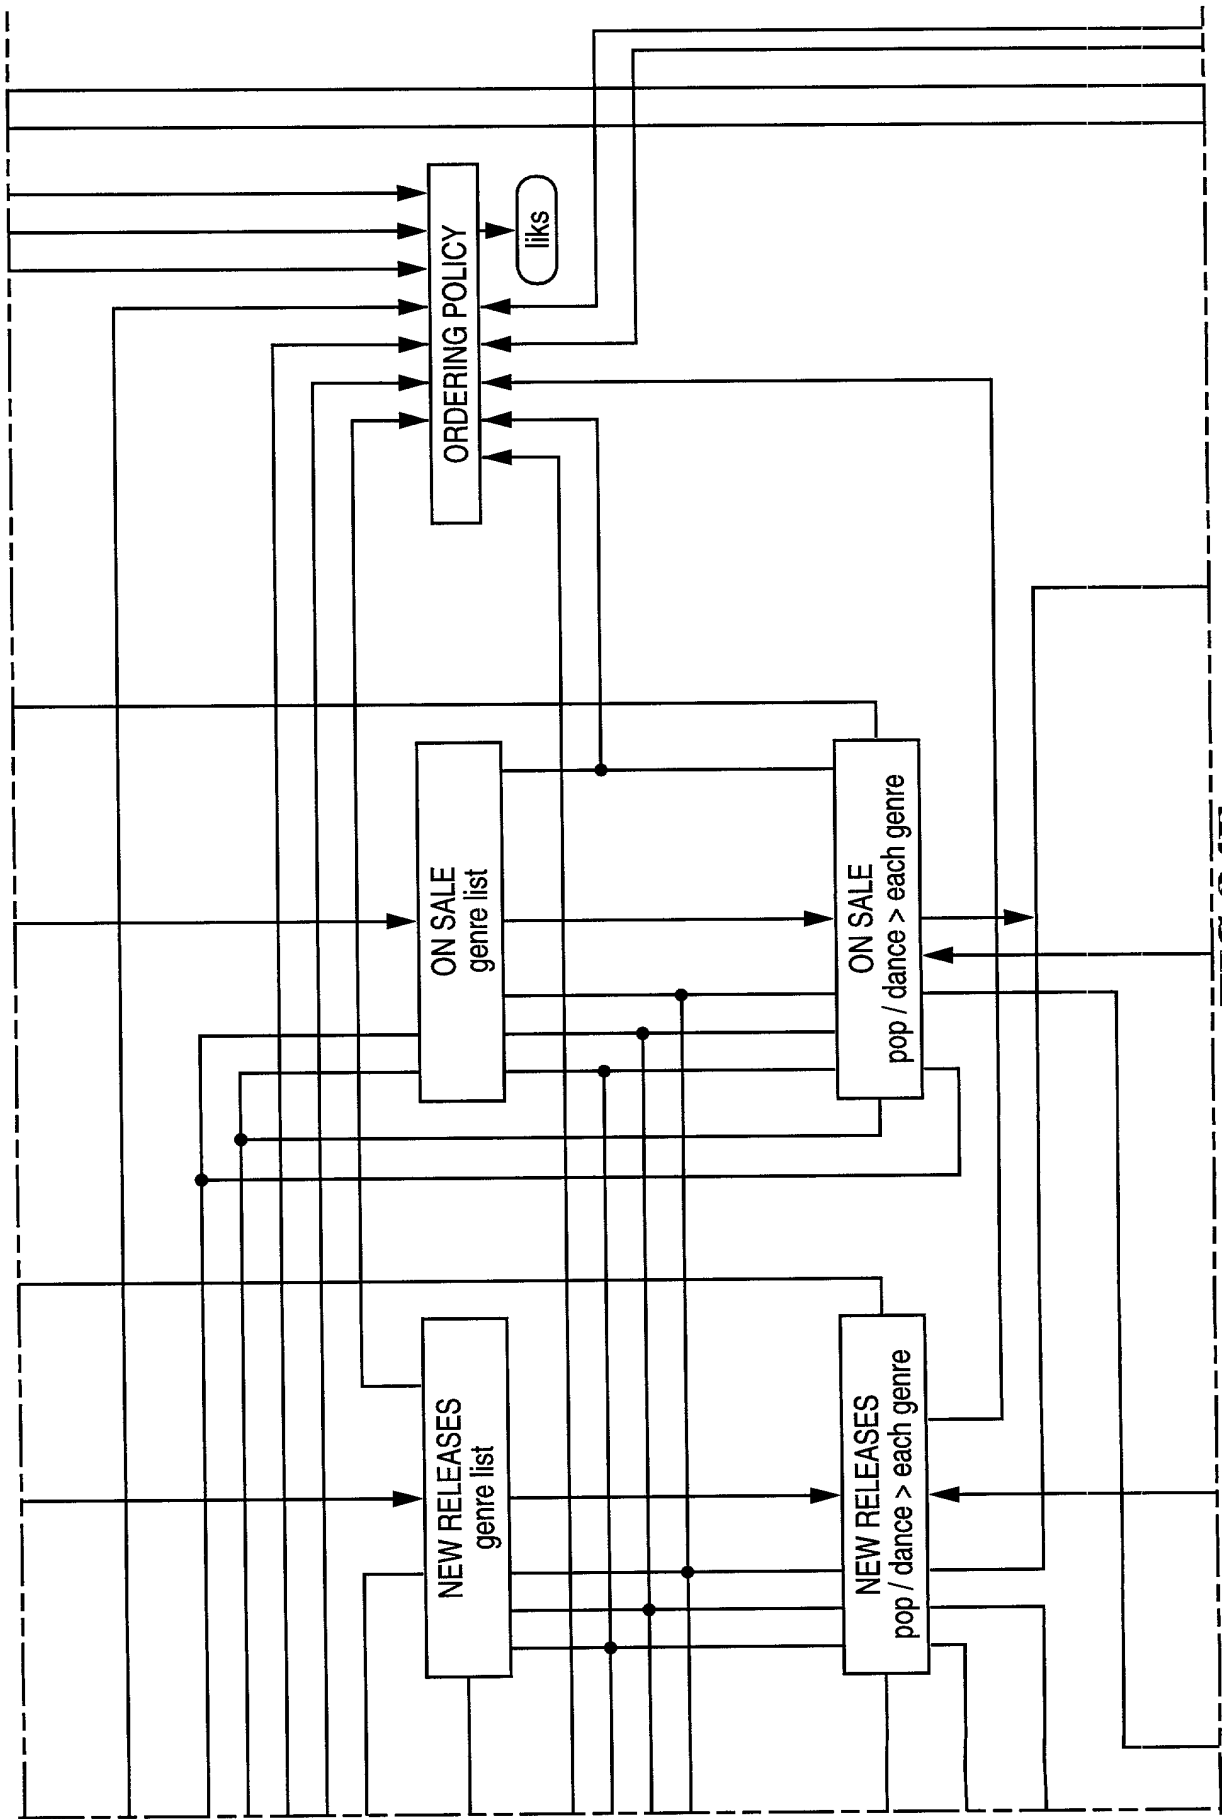 ORDERING POLICY
liks
ON SALE
genre list
ON SALE
pop / dance > each genre
NEW RELEASES
genre list
NEW RELEASES
pop / dance > each genre